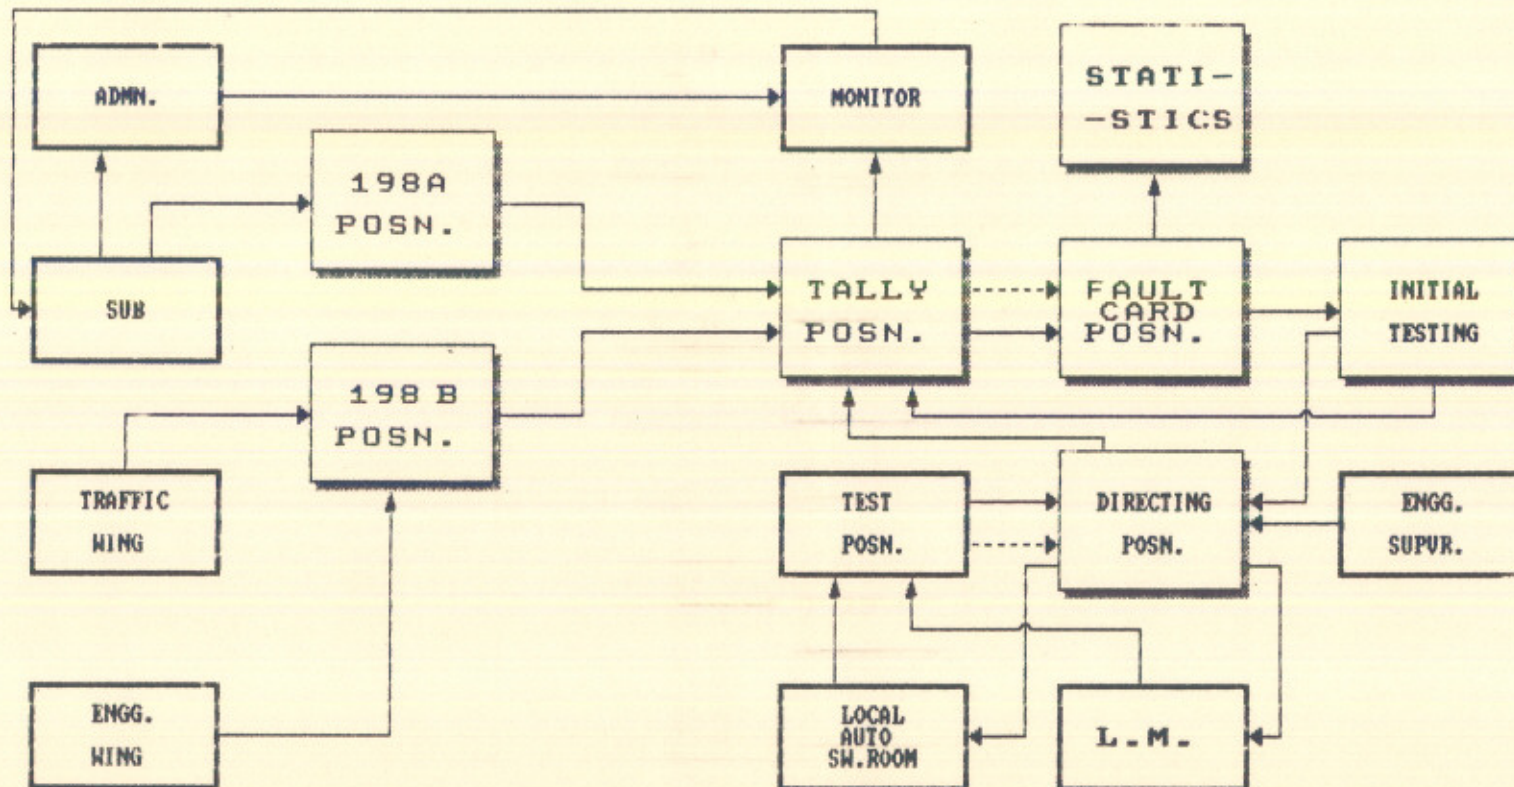 ADMN.
MONITOR
STATI-
-STICS
198A
POSN.
SUB
TALLY
POSN.
FAULT
CARD
POSN.
INITIAL
TESTING
198 B
POSN.
TRAFFIC
WING
TEST
POSN.
DIRECTING
POSN.
ENGG.
SUPVR.
ENGG.
WING
LOCAL
AUTO
SW.ROOM
L.M.